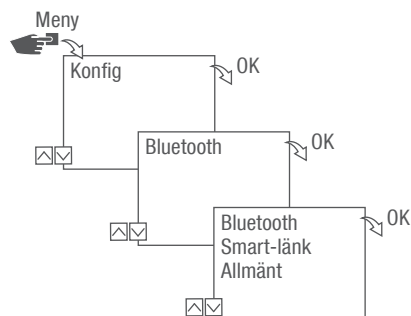 Meny
Konfig
OK
Bluetooth
OK
Bluetooth
Smart-länk
Allmänt
OK